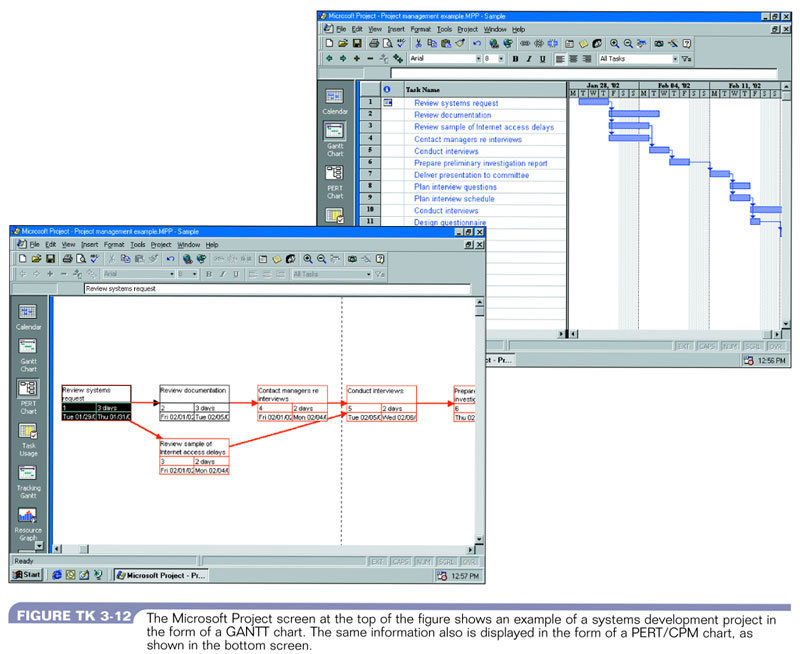 Microsoft Project - Project management example.MPP - Sample
File Edit View Insert Format Tools Project Window Help
Arial 8 B I U All Tasks
Task Name
Jan 28, '02 Feb 04, '02 Feb 11, '02
M T W T F S S M T W T F S S M T W T F S S
Calendar
Gantt Chart
PERT Chart
1 Review systems request
2 Review documentation
3 Review sample of Internet access delays
4 Contact managers re interviews
5 Conduct interviews
6 Prepare preliminary investigation report
7 Deliver presentation to committee
8 Plan interview questions
9 Plan interview schedule
10 Conduct interviews
11 Design questionnaire
EXT CAPS NUM SCRL OVR
ct - Pr...
12:56 PM
Microsoft Project - Project management example.MPP - Sample
File Edit View Insert Format Tools Project Window Help
Arial 8 B I U All Tasks
Review systems request
Calendar
Gantt
Chart
PERT
Chart
Task
Usage
Tracking
Gantt
Resource
Graph
Review systems
request
1 3 days
Tue 01/29/0
Review documentation
2 3 days
Fri 02/01/02 Tue 02/05/0
Contact managers re
interviews
4 2 days
Fri 02/01/02 Mon 02/04/0
Conduct interviews
5 2 days
Tue 02/05/0 Wed 02/06/
Prepare
investig
6
Thu 02
Review sample of
Internet access delays
3 2 days
Fri 02/01/02 Mon 02/04/0
Ready
EXT CAPS NUM SCRL OVR
Start
Microsoft Project - Pr...
12:57 PM
FIGURE TK 3-12 The Microsoft Project screen at the top of the figure shows an example of a systems development project in
the form of a GANTT chart. The same information also is displayed in the form of a PERT/CPM chart, as
shown in the bottom screen.